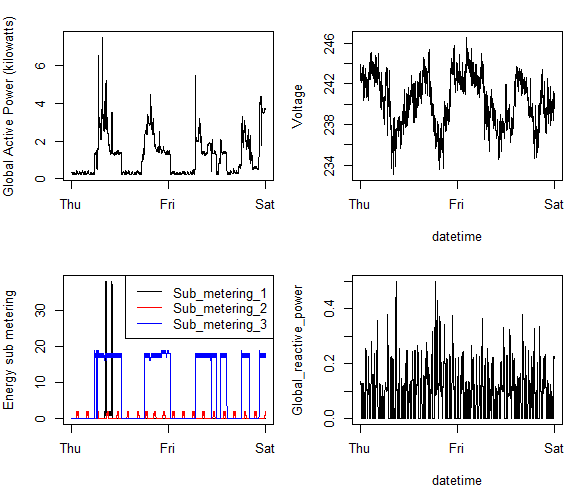 Global Active Power (kilowatts)
6
4
2
0
Thu
Fri
Sat
Voltage
246
242
238
234
Thu
Fri
Sat
datetime
Energy sub metering
30
20
10
0
Sub_metering_1
Sub_metering_2
Sub_metering_3
Thu
Fri
Sat
Global_reactive_power
0.4
0.2
0.0
Thu
Fri
Sat
datetime